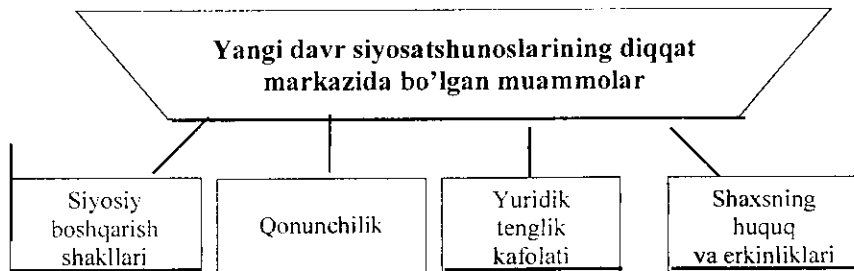 Yangi davr siyosatshunoslarining diqqat
markazida bo'lgan muammolar
Siyosiy
boshqarish
shakllari
Qonunchilik
Yuridik
tenglik
kafolati
Shaxsning
huquq
va erkinliklari